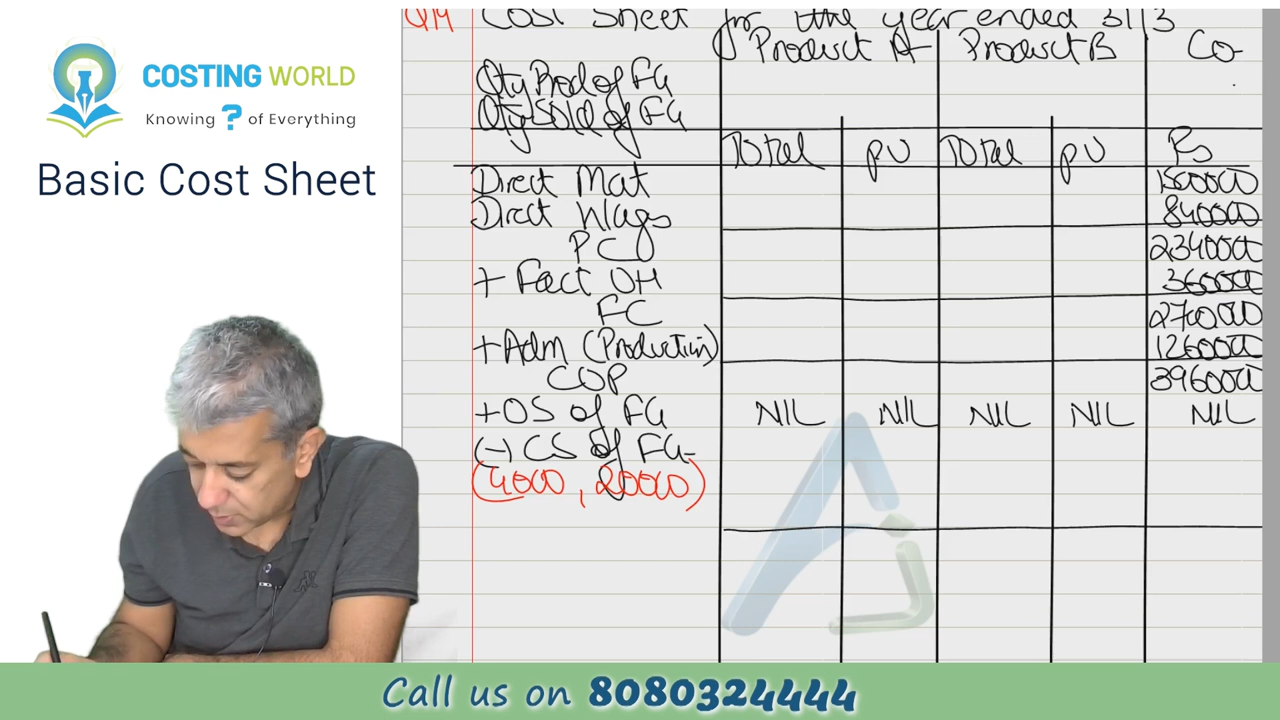 COSTING WORLD
Knowing ? of Everything
Basic Cost Sheet
Q14 Cost Sheet for the year ended 31/3
Product A Product B Co
Qty Prod of FG
Qty Sold of FG
Total pu Total pu Rs
Direct Mat 1500000
Direct Wages 840000
PC 2340000
+ Fact OH 360000
FC 2700000
+Adm (Production) 1260000
COP 3960000
+OS of FG NIL NIL NIL NIL NIL
(-) CS of FG
(4000, 20000)
Call us on 8080324444